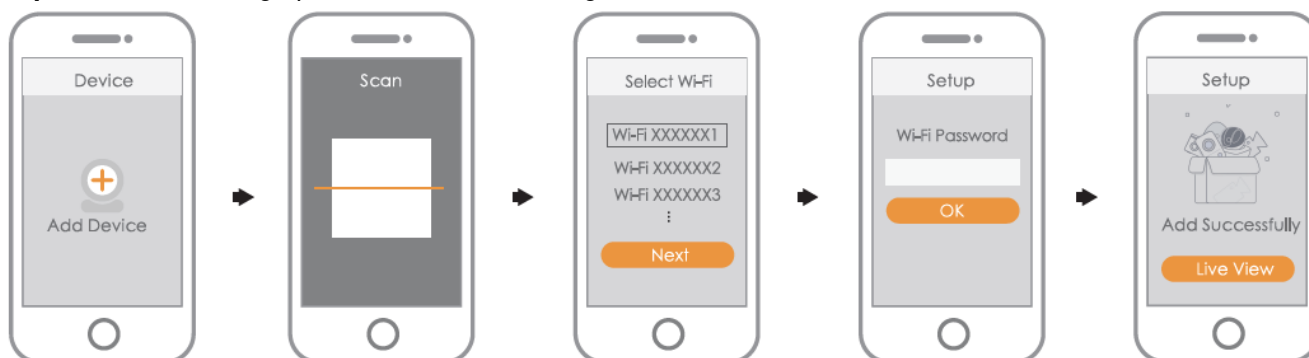 Device
Add Device
Scan
Select Wi-Fi
Wi-Fi XXXXXX1
Wi-Fi XXXXXX2
Wi-Fi XXXXXX3
Next
Setup
Wi-Fi Password
OK
Setup
Add Successfully
Live View